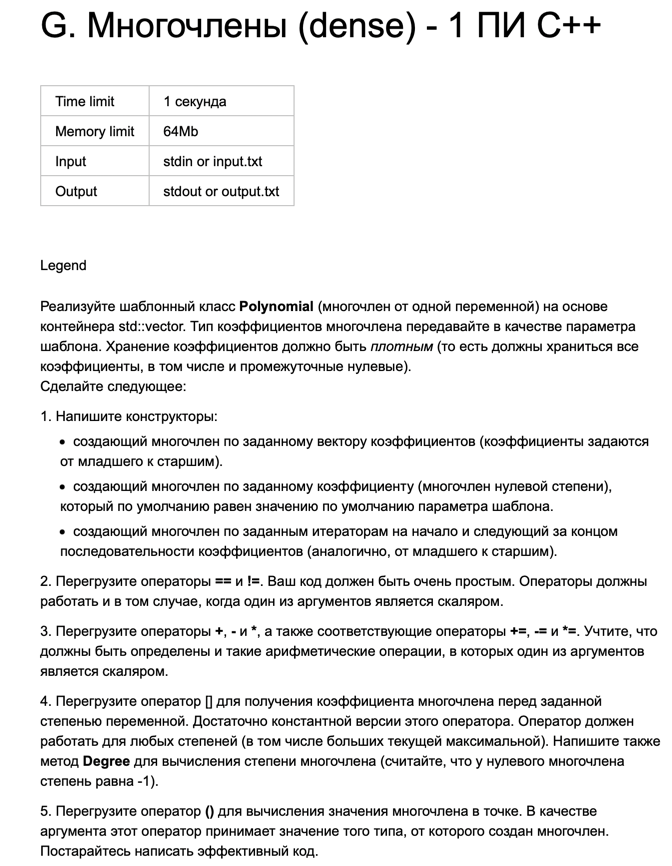 G. Многочлены (dense) - 1 ПИ C++
Time limit 1 секунда
Memory limit 64Mb
Input stdin or input.txt
Output stdout or output.txt
Legend
Реализуйте шаблонный класс Polynomial (многочлен от одной переменной) на основе
контейнера std::vector. Тип коэффициентов многочлена передавайте в качестве параметра
шаблона. Хранение коэффициентов должно быть плотным (то есть должны храниться все
коэффициенты, в том числе и промежуточные нулевые).
Сделайте следующее:
1. Напишите конструкторы:
• создающий многочлен по заданному вектору коэффициентов (коэффициенты задаются
от младшего к старшим).
• создающий многочлен по заданному коэффициенту (многочлен нулевой степени),
который по умолчанию равен значению по умолчанию параметра шаблона.
• создающий многочлен по заданным итераторам на начало и следующий за концом
последовательности коэффициентов (аналогично, от младшего к старшим).
2. Перегрузите операторы == и !=. Ваш код должен быть очень простым. Операторы должны
работать и в том случае, когда один из аргументов является скаляром.
3. Перегрузите операторы +, - и *, а также соответствующие операторы +=, -= и *=. Учтите, что
должны быть определены и такие арифметические операции, в которых один из аргументов
является скаляром.
4. Перегрузите оператор [] для получения коэффициента многочлена перед заданной
степенью переменной. Достаточно константной версии этого оператора. Оператор должен
работать для любых степеней (в том числе больших текущей максимальной). Напишите также
метод Degree для вычисления степени многочлена (считайте, что у нулевого многочлена
степень равна -1).
5. Перегрузите оператор () для вычисления значения многочлена в точке. В качестве
аргумента этот оператор принимает значение того типа, от которого создан многочлен.
Постарайтесь написать эффективный код.